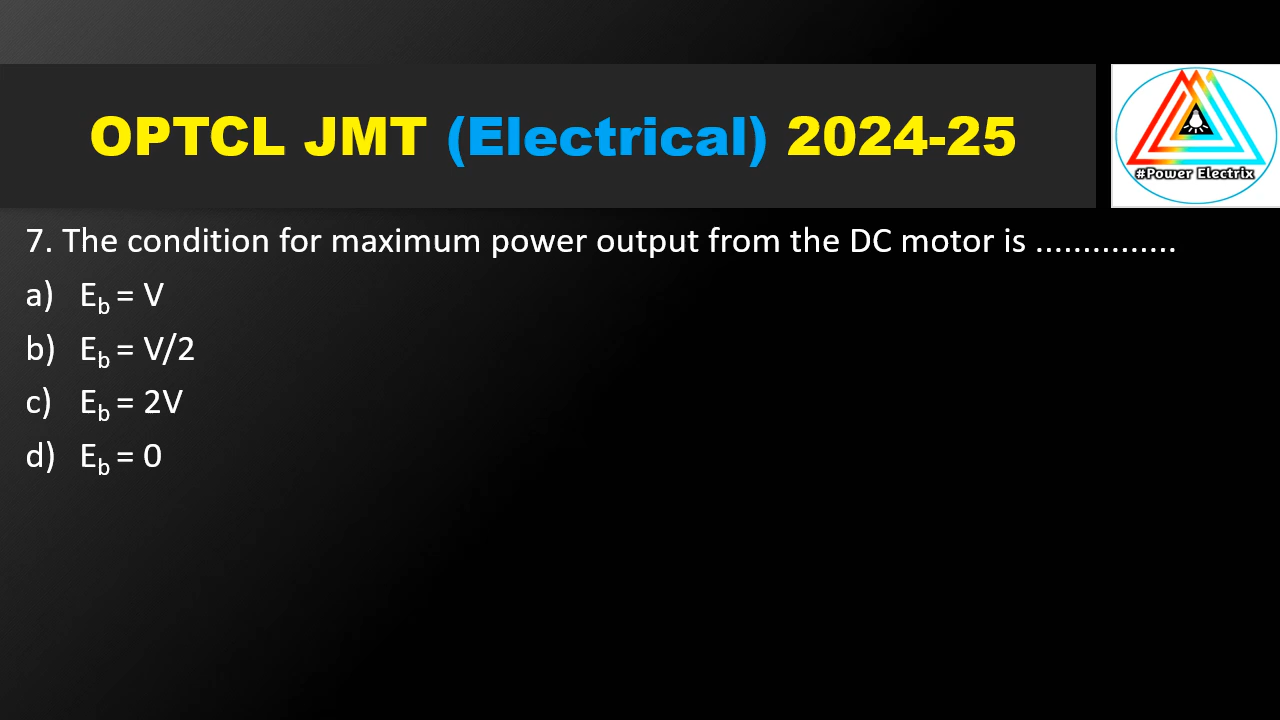 OPTCL JMT (Electrical) 2024-25
#Power Electrix
7. The condition for maximum power output from the DC motor is ...............
a) Eb = V
b) Eb = V/2
c) Eb = 2V
d) Eb = 0